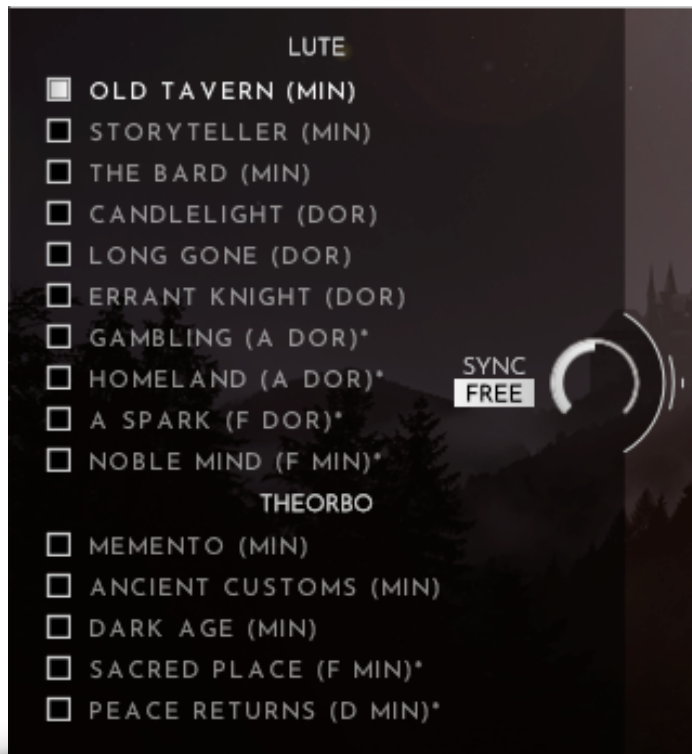 LUTE
OLD TAVERN (MIN)
STORYTELLER (MIN)
THE BARD (MIN)
CANDLELIGHT (DOR)
LONG GONE (DOR)
ERRANT KNIGHT (DOR)
GAMBLING (A DOR)*
HOMELAND (A DOR)*
A SPARK (F DOR)*
NOBLE MIND (F MIN)*
SYNC
FREE
THEORBO
MEMENTO (MIN)
ANCIENT CUSTOMS (MIN)
DARK AGE (MIN)
SACRED PLACE (F MIN)*
PEACE RETURNS (D MIN)*